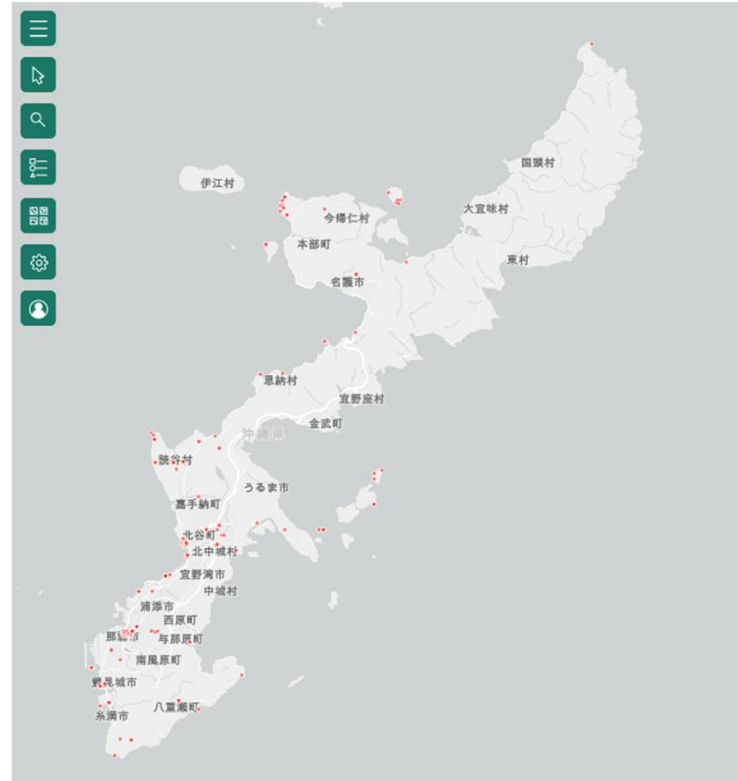 国頭村
伊江村
大宜味村
今帰仁村
本部町
東村
名護市
恩納村
宜野座村
金武町
沖縄県
読谷村
うるま市
嘉手納町
北谷町
北中城村
宜野湾市
中城村
浦添市
西原町
那覇市
与那原町
南風原町
豊見城市
八重瀬町
糸満市